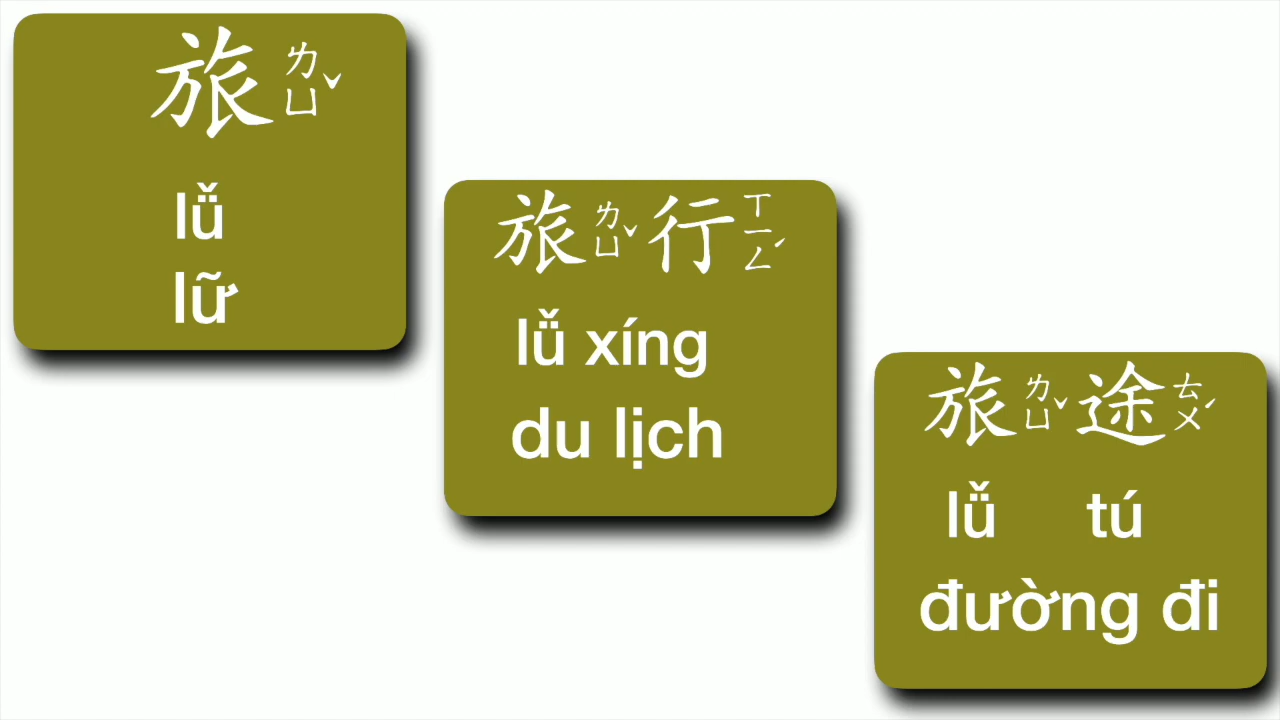 旅ㄌㄩˇ
lǚ
lữ
旅ㄌㄩˇ行ㄒㄧㄥˊ
lǚ xíng
du lịch
旅ㄌㄩˇ途ㄊㄨˊ
lǚ tú
đường đi